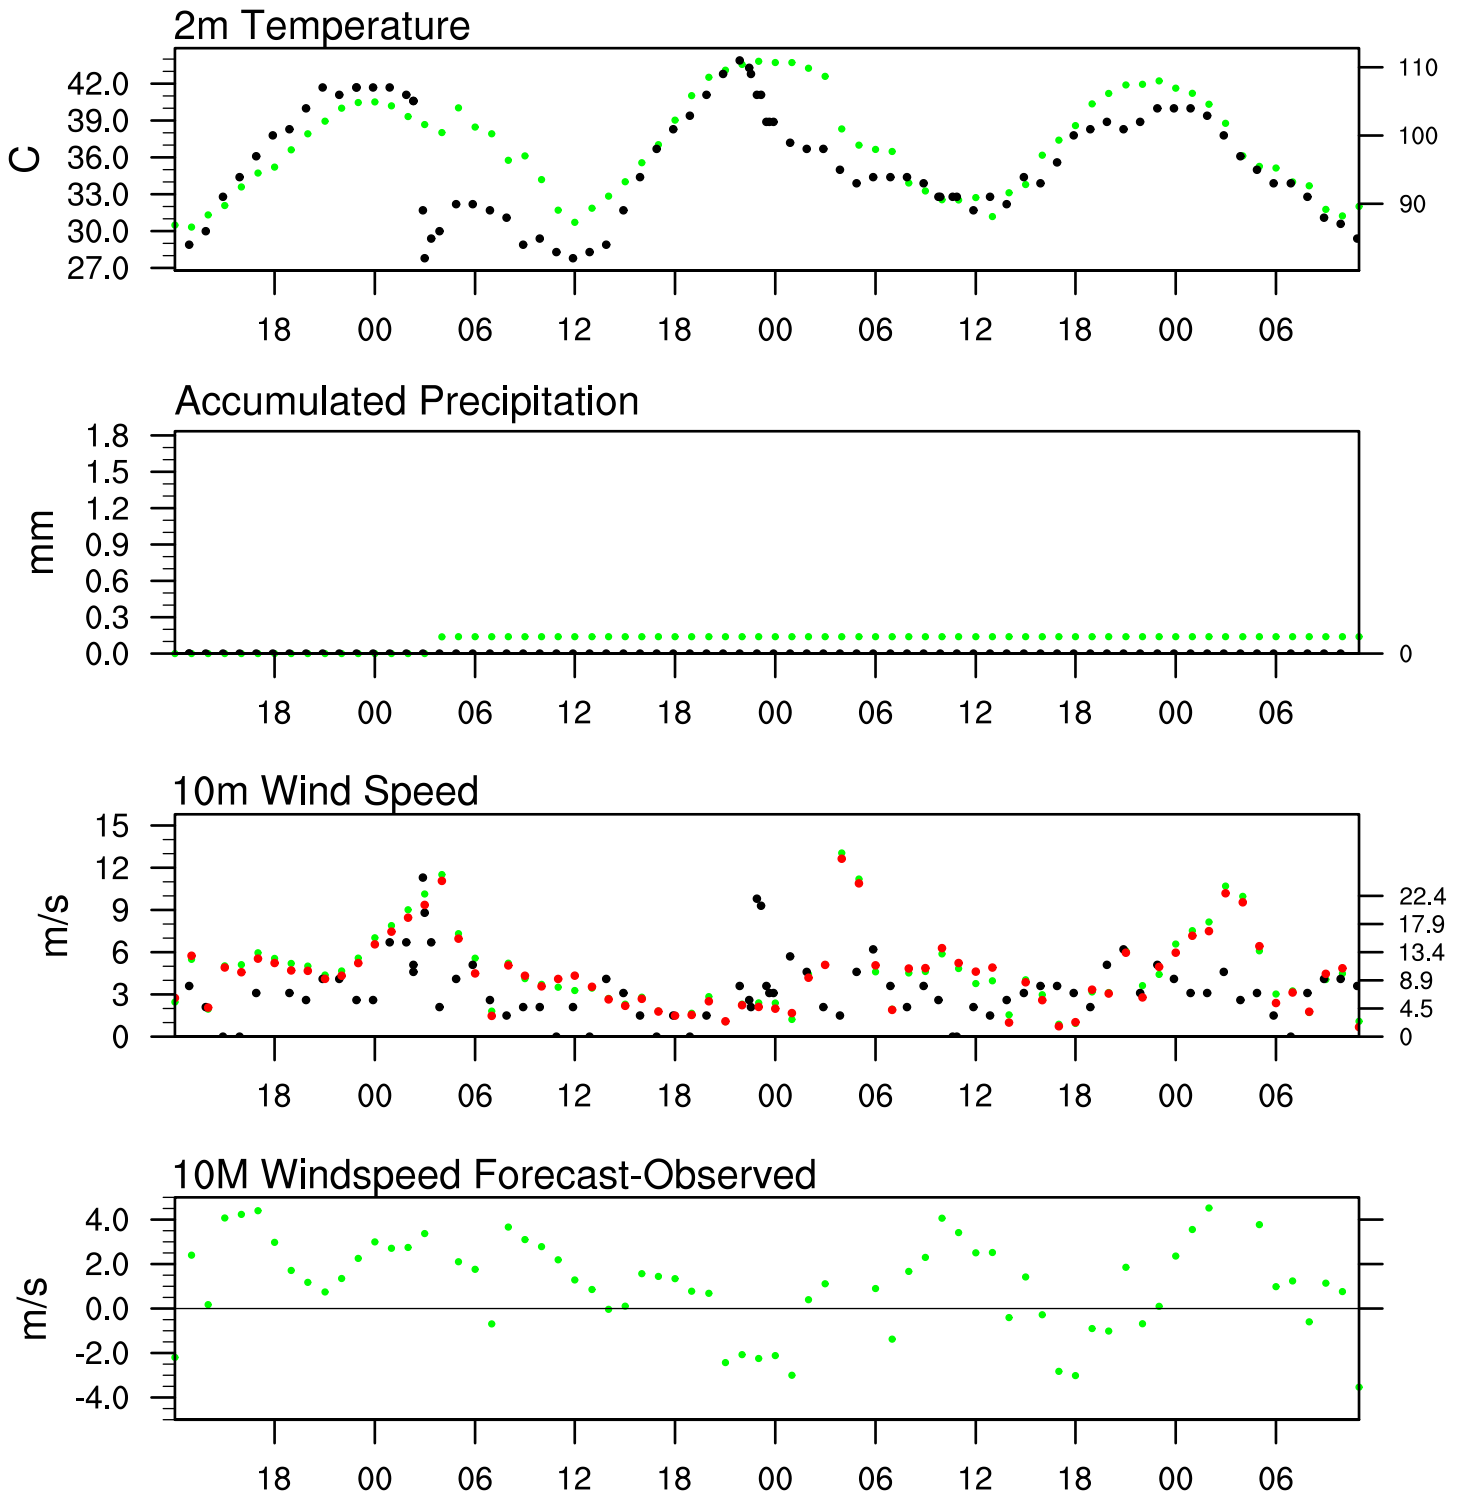 2m Temperature
42.0
39.0
36.0
33.0
30.0
27.0
C
110
100
90
18 00 06 12 18 00 06 12 18 00 06
Accumulated Precipitation
1.8
1.5
1.2
0.9
0.6
0.3
0.0
mm
0
18 00 06 12 18 00 06 12 18 00 06
10m Wind Speed
15
12
9
6
3
0
m/s
22.4
17.9
13.4
8.9
4.5
0
18 00 06 12 18 00 06 12 18 00 06
10M Windspeed Forecast-Observed
4.0
2.0
0.0
-2.0
-4.0
m/s
18 00 06 12 18 00 06 12 18 00 06